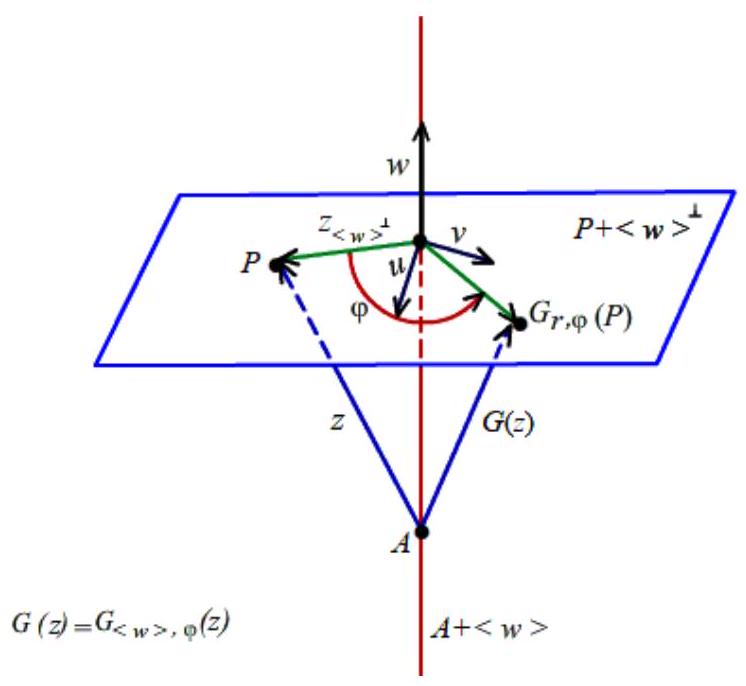 w
z<w>⊥
v
P+<w>⊥
P
u
φ
Gr,φ(P)
z
G(z)
A
G(z)=G<w>,φ(z)
A+<w>